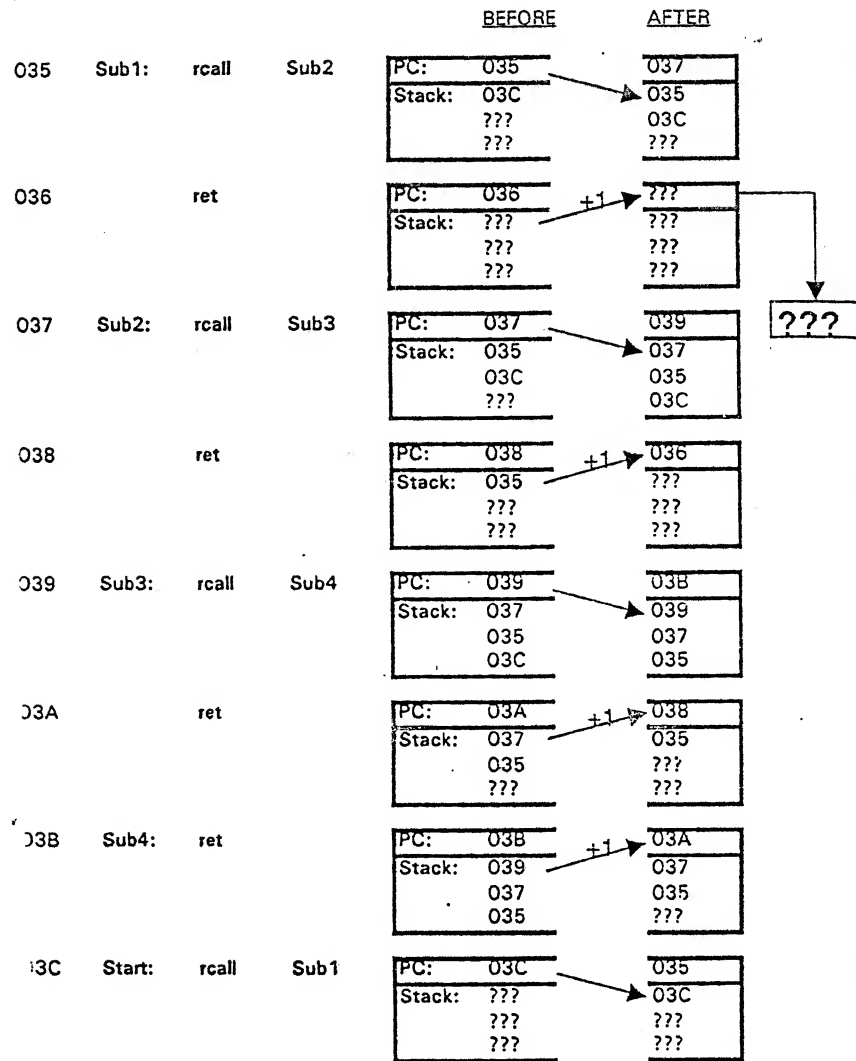 BEFORE AFTER
035 Sub1: rcall Sub2 PC: 035 037
Stack: 03C 035
??? 03C
??? ???
036 ret PC: 036 +1 ???
Stack: ??? ???
??? ???
??? ???
???
037 Sub2: rcall Sub3 PC: 037 039
Stack: 035 037
03C 035
??? 03C
038 ret PC: 038 +1 036
Stack: 035 ???
??? ???
??? ???
039 Sub3: rcall Sub4 PC: 039 03B
Stack: 037 039
035 037
03C 035
03A ret PC: 03A +1 038
Stack: 037 035
035 ???
??? ???
03B Sub4: ret PC: 03B +1 03A
Stack: 039 037
037 035
035 ???
03C Start: rcall Sub1 PC: 03C 035
Stack: ??? 03C
??? ???
??? ???